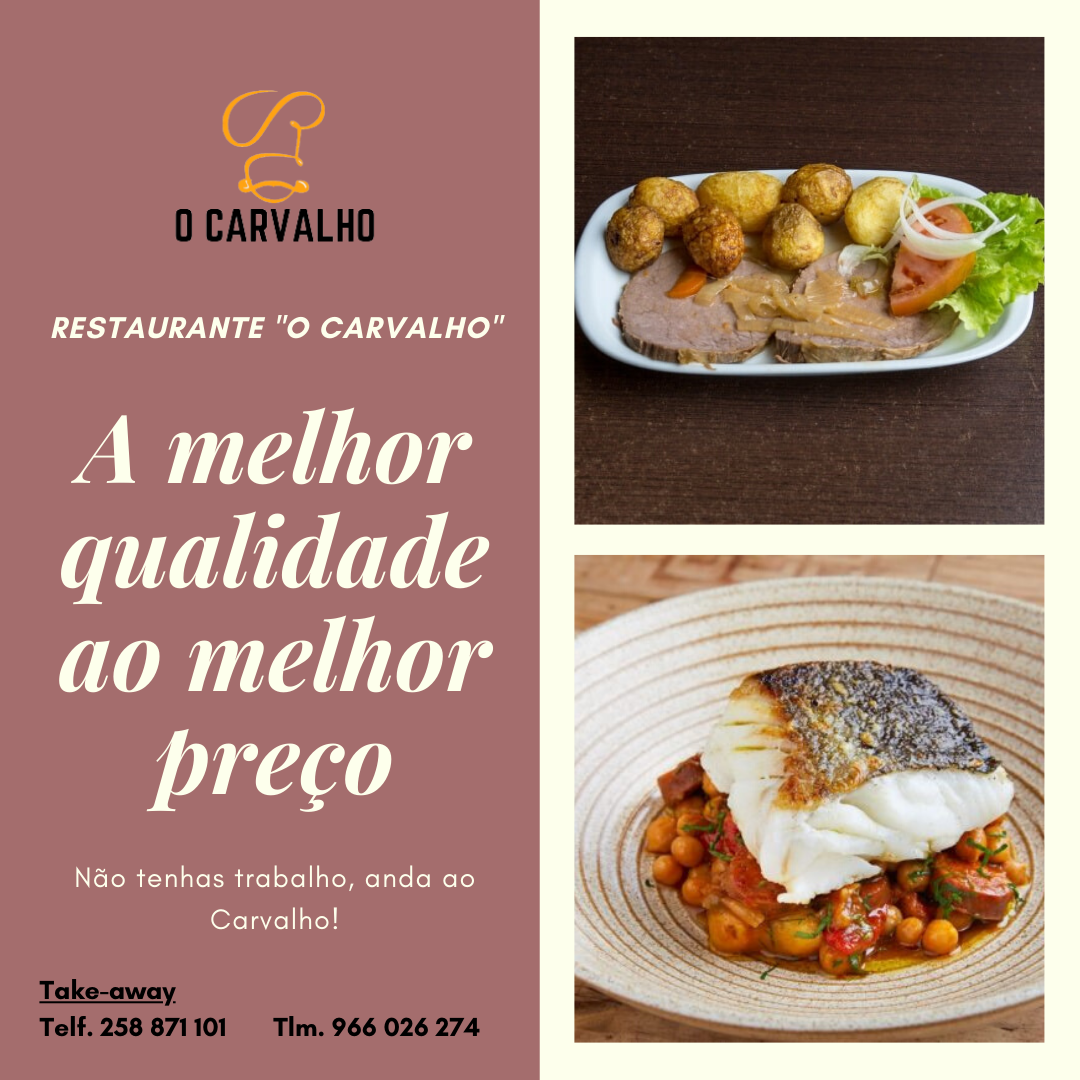 O CARVALHO
RESTAURANTE "O CARVALHO"
A melhor
qualidade
ao melhor
preço
Não tenhas trabalho, anda ao
Carvalho!
Take-away
Telf. 258 871 101 Tlm. 966 026 274